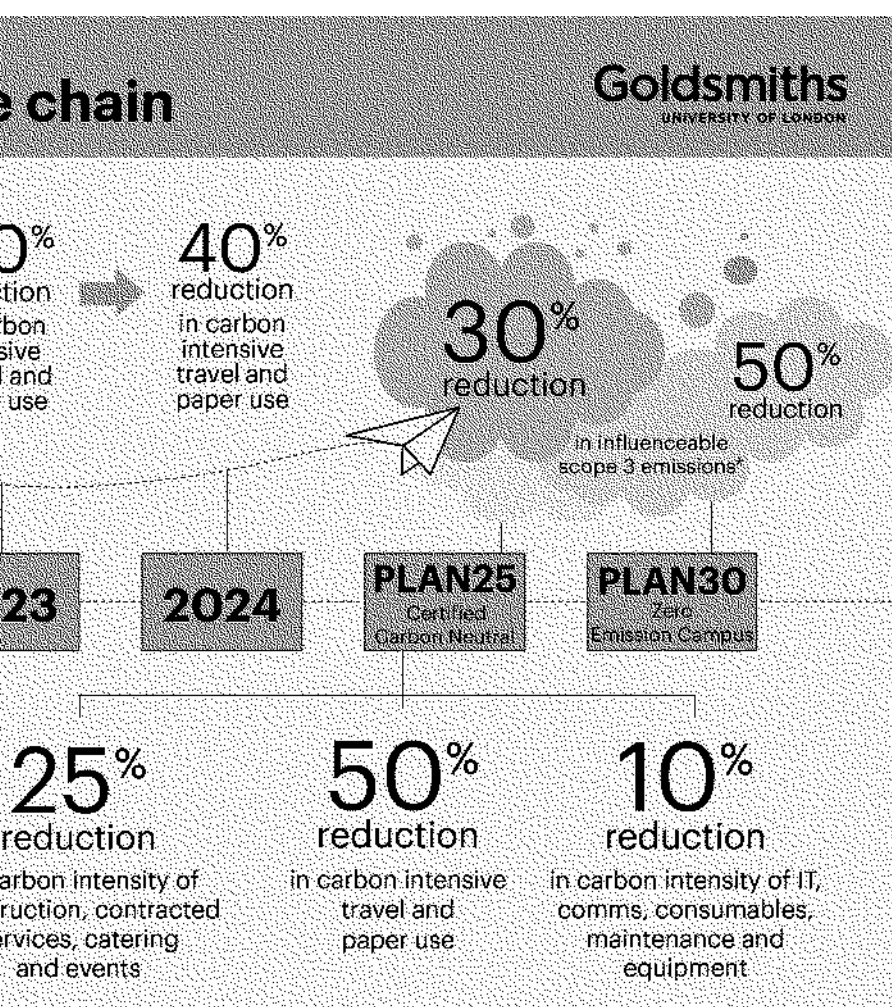 e chain
Goldsmiths
UNIVERSITY OF LONDON
0%
tion
rbon
sive
l and
use
40%
reduction
in carbon
intensive
travel and
paper use
30%
reduction
50%
reduction
in influenceable
scope 3 emissions*
23
2024
PLAN25
Certified
Carbon Neutral
PLAN30
Zero
Emission Campus
25%
reduction
arbon intensity of
ruction, contracted
rvices, catering
and events
50%
reduction
in carbon intensive
travel and
paper use
10%
reduction
in carbon intensity of IT,
comms, consumables,
maintenance and
equipment